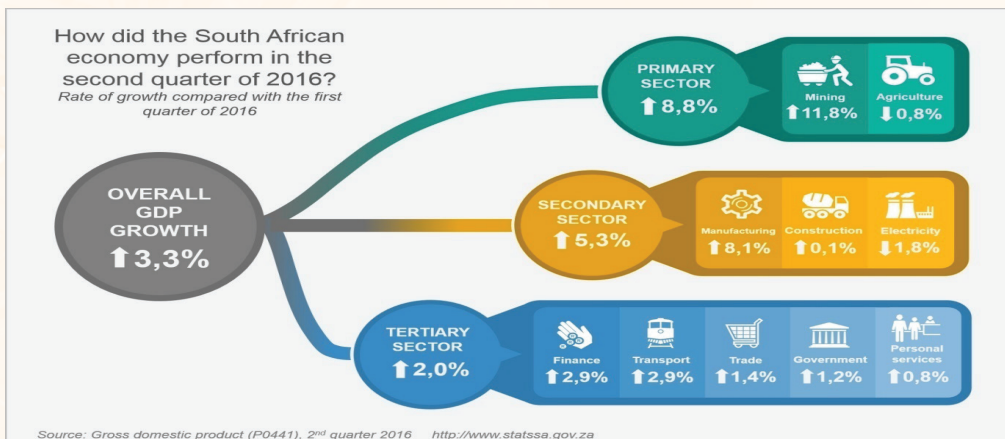 How did the South African
economy perform in the
second quarter of 2016?
Rate of growth compared with the first
quarter of 2016
OVERALL
GDP
GROWTH
⬆3,3%
PRIMARY
SECTOR
⬆8,8%
Mining
⬆11,8%
Agriculture
⬇0,8%
SECONDARY
SECTOR
⬆5,3%
Manufacturing
⬆8,1%
Construction
⬆0,1%
Electricity
⬇1,8%
TERTIARY
SECTOR
⬆2,0%
Finance
⬆2,9%
Transport
⬆2,9%
Trade
⬆1,4%
Government
⬆1,2%
Personal
services
⬆0,8%
Source: Gross domestic product (P0441), 2nd quarter 2016 http://www.statssa.gov.za